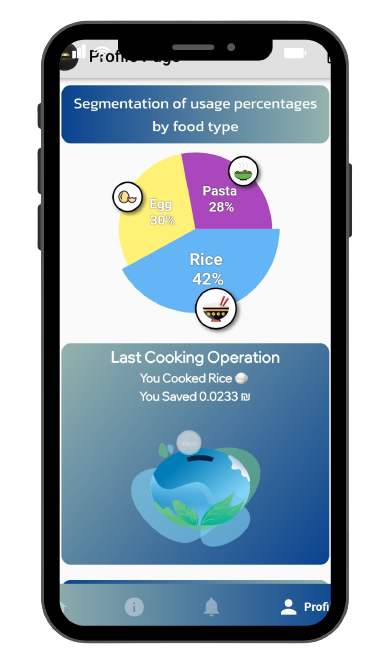 Profile Page
Segmentation of usage percentages
by food type
Pasta
28%
Egg
30%
Rice
42%
Last Cooking Operation
You Cooked Rice 🍚
You Saved 0.0233 ₪
Profi